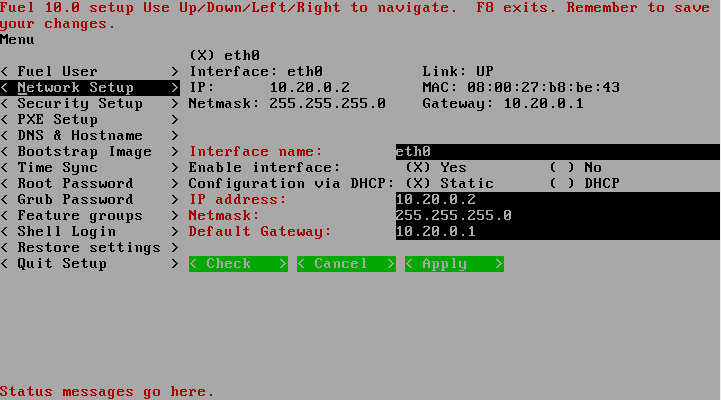 Fuel 10.0 setup Use Up/Down/Left/Right to navigate.  F8 exits.  Remember to save
your changes.
Menu
(X) eth0
< Fuel User          > Interface: eth0          Link: UP
< Network Setup      > IP:       10.20.0.2      MAC: 08:00:27:b8:be:43
< Security Setup     > Netmask: 255.255.255.0   Gateway: 10.20.0.1
< PXE Setup          >
< DNS & Hostname     >
< Bootstrap Image    > Interface name:        eth0
< Time Sync          > Enable interface:       (X) Yes         ( ) No
< Root Password      > Configuration via DHCP: (X) Static      ( ) DHCP
< Grub Password      > IP address:            10.20.0.2
< Feature groups     > Netmask:               255.255.255.0
< Shell Login        > Default Gateway:       10.20.0.1
< Restore settings   >
< Quit Setup         > < Check    > < Cancel   > < Apply    >
Status messages go here.